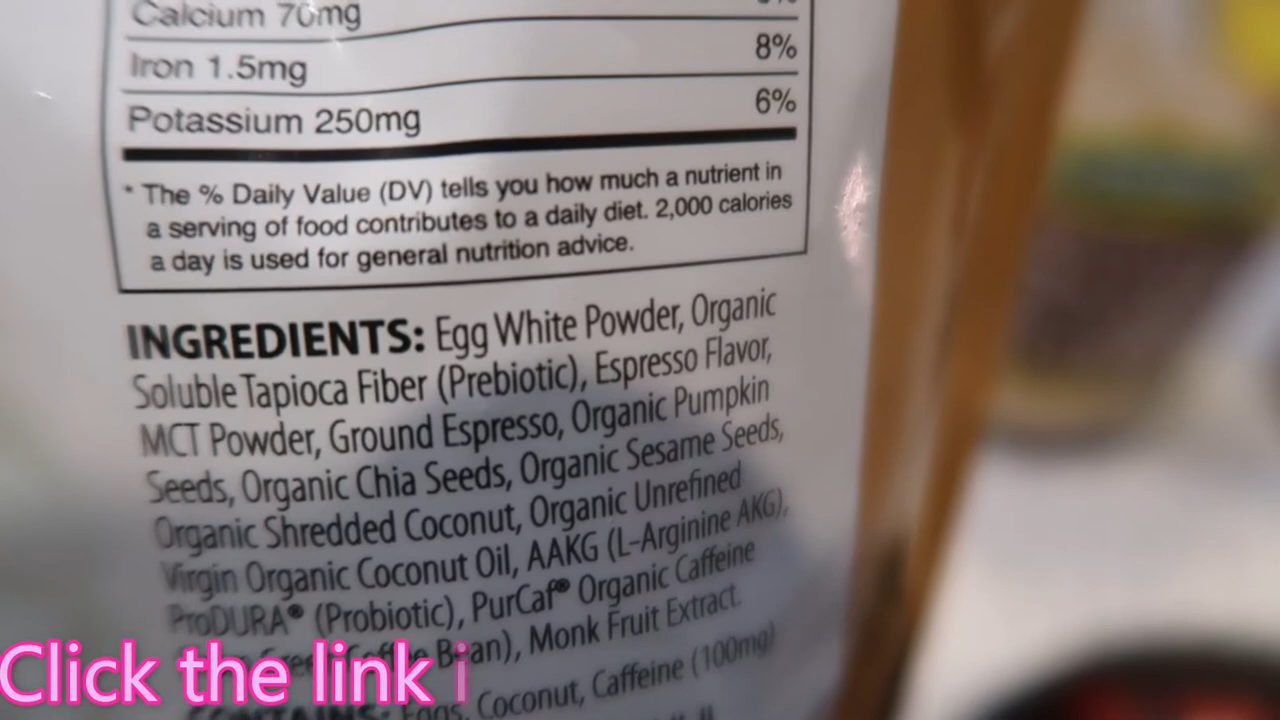 Calcium 70mg
Iron 1.5mg 8%
Potassium 250mg 6%
* The % Daily Value (DV) tells you how much a nutrient in
a serving of food contributes to a daily diet. 2,000 calories
a day is used for general nutrition advice.
INGREDIENTS: Egg White Powder, Organic
Soluble Tapioca Fiber (Prebiotic), Espresso Flavor,
MCT Powder, Ground Espresso, Organic Pumpkin
Seeds, Organic Chia Seeds, Organic Sesame Seeds,
Organic Shredded Coconut, Organic Unrefined
Virgin Organic Coconut Oil, AAKG (L-Arginine AKG),
ProDURA® (Probiotic), PurCaf® Organic Caffeine
Bean), Monk Fruit Extract.
CONTAINS: Eggs, Coconut, Caffeine (100mg)
Click the link i